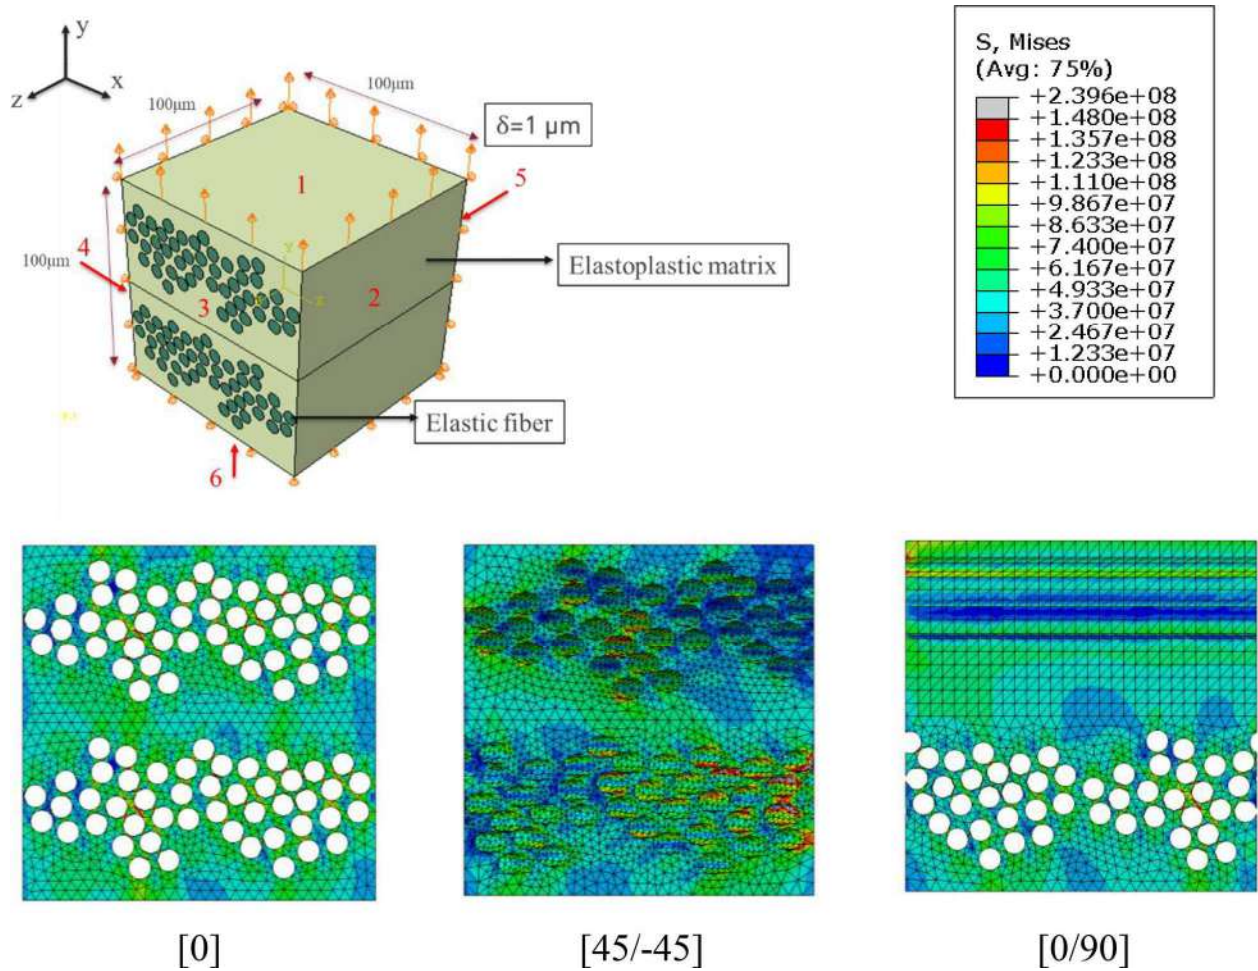 y
x
z
100μm
100μm
δ=1 μm
1
5
4
100μm
Elastoplastic matrix
2
3
Elastic fiber
6
S, Mises
(Avg: 75%)
+2.396e+08
+1.480e+08
+1.357e+08
+1.233e+08
+1.110e+08
+9.867e+07
+8.633e+07
+7.400e+07
+6.167e+07
+4.933e+07
+3.700e+07
+2.467e+07
+1.233e+07
+0.000e+00
[0]
[45/-45]
[0/90]